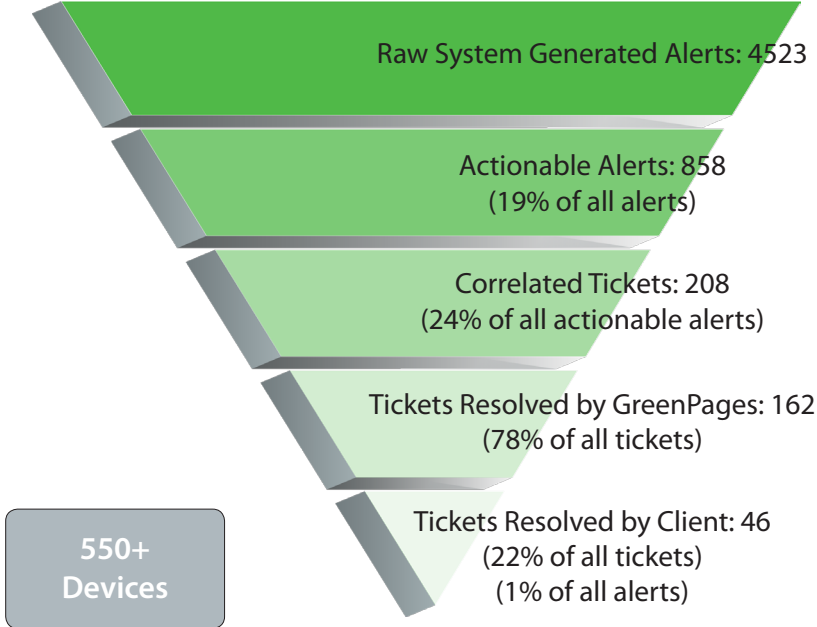 Raw System Generated Alerts: 4523
Actionable Alerts: 858
(19% of all alerts)
Correlated Tickets: 208
(24% of all actionable alerts)
Tickets Resolved by GreenPages: 162
(78% of all tickets)
Tickets Resolved by Client: 46
(22% of all tickets)
(1% of all alerts)
550+
Devices